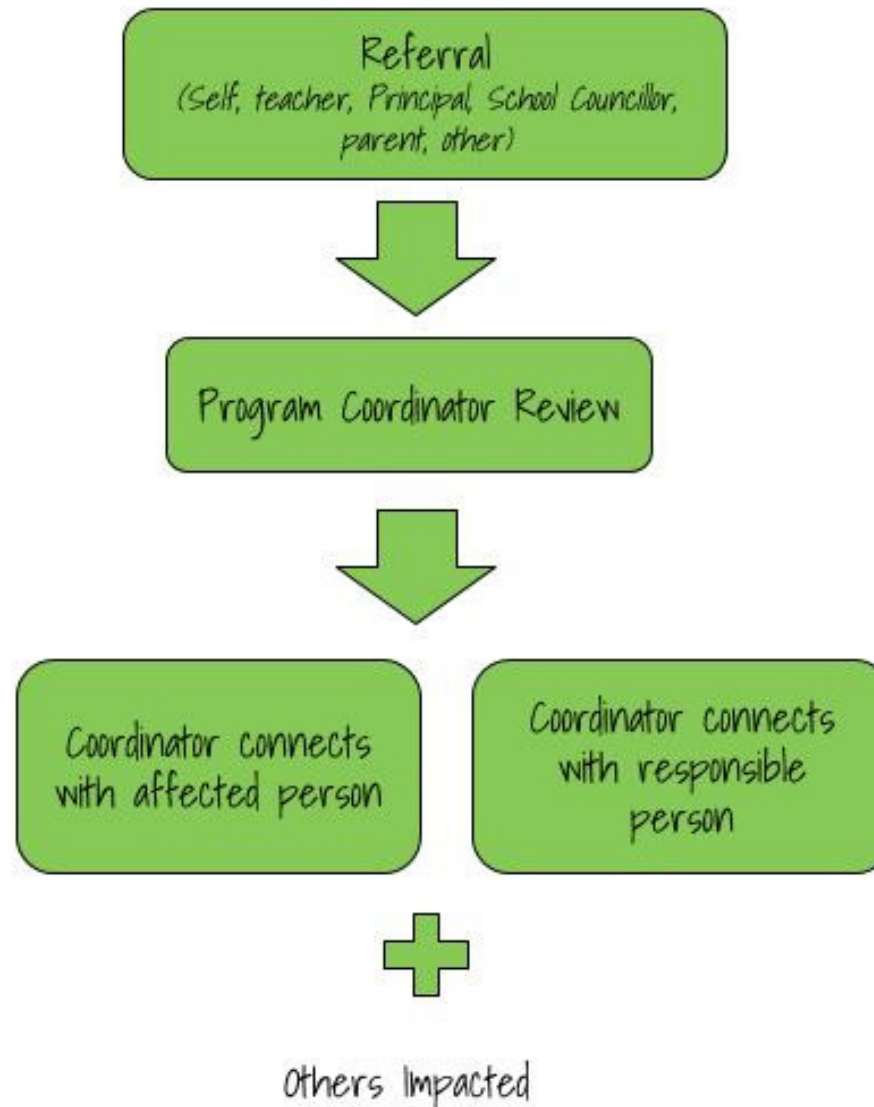 Referral
(Self, teacher, Principal, School Councillor,
parent, other)
Program Coordinator Review
Coordinator connects
with affected person
Coordinator connects
with responsible
person
Others Impacted